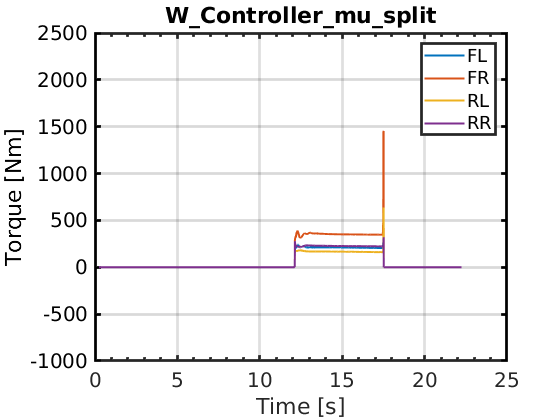 W_Controller_mu_split
2500
2000
1500
1000
500
0
-500
-1000
Torque [Nm]
FL
FR
RL
RR
0 5 10 15 20 25
Time [s]